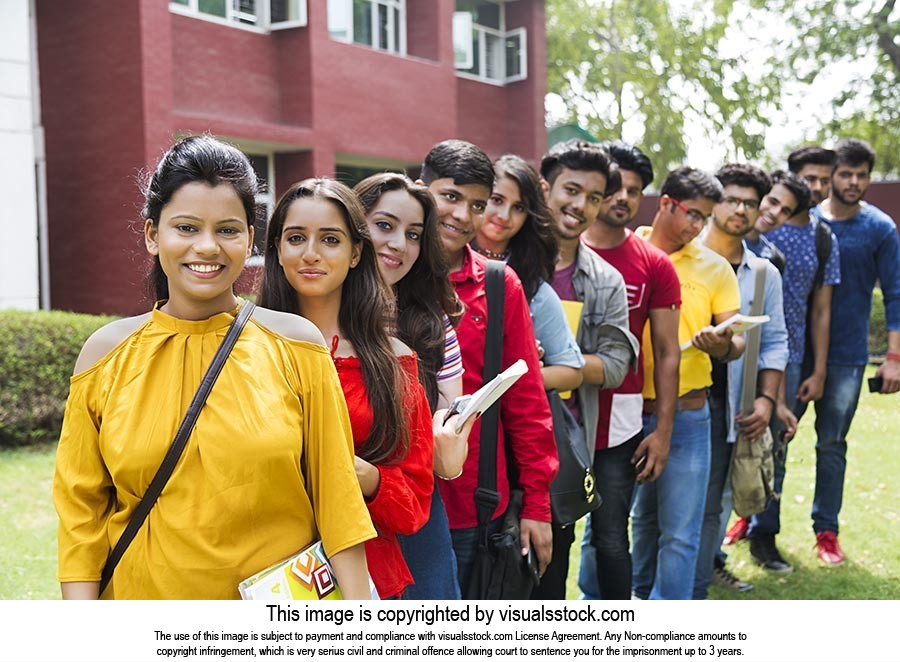 This image is copyrighted by visualsstock.com
The use of this image is subject to payment and compliance with visualsstock.com License Agreement. Any Non-compliance amounts to
copyright infringement, which is very serius civil and criminal offence allowing court to sentence you for the imprisonment up to 3 years.